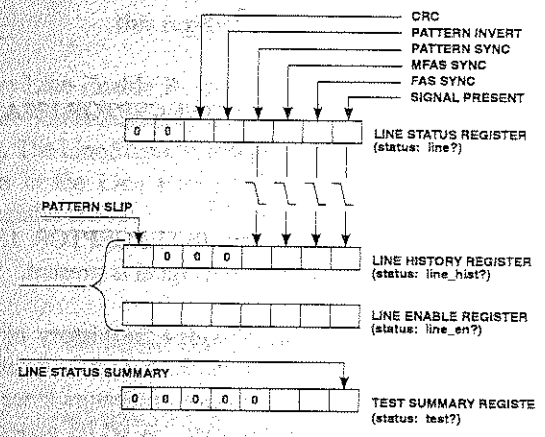 CRC
PATTERN INVERT
PATTERN SYNC
MFAS SYNC
FAS SYNC
SIGNAL PRESENT
0 0
LINE STATUS REGISTER
(status: line?)
PATTERN SLIP
0 0 0
LINE HISTORY REGISTER
(status: line_hist?)
LINE ENABLE REGISTER
(status: line_en?)
LINE STATUS SUMMARY
0 0 0 0 0
TEST SUMMARY REGISTE
(status: test?)